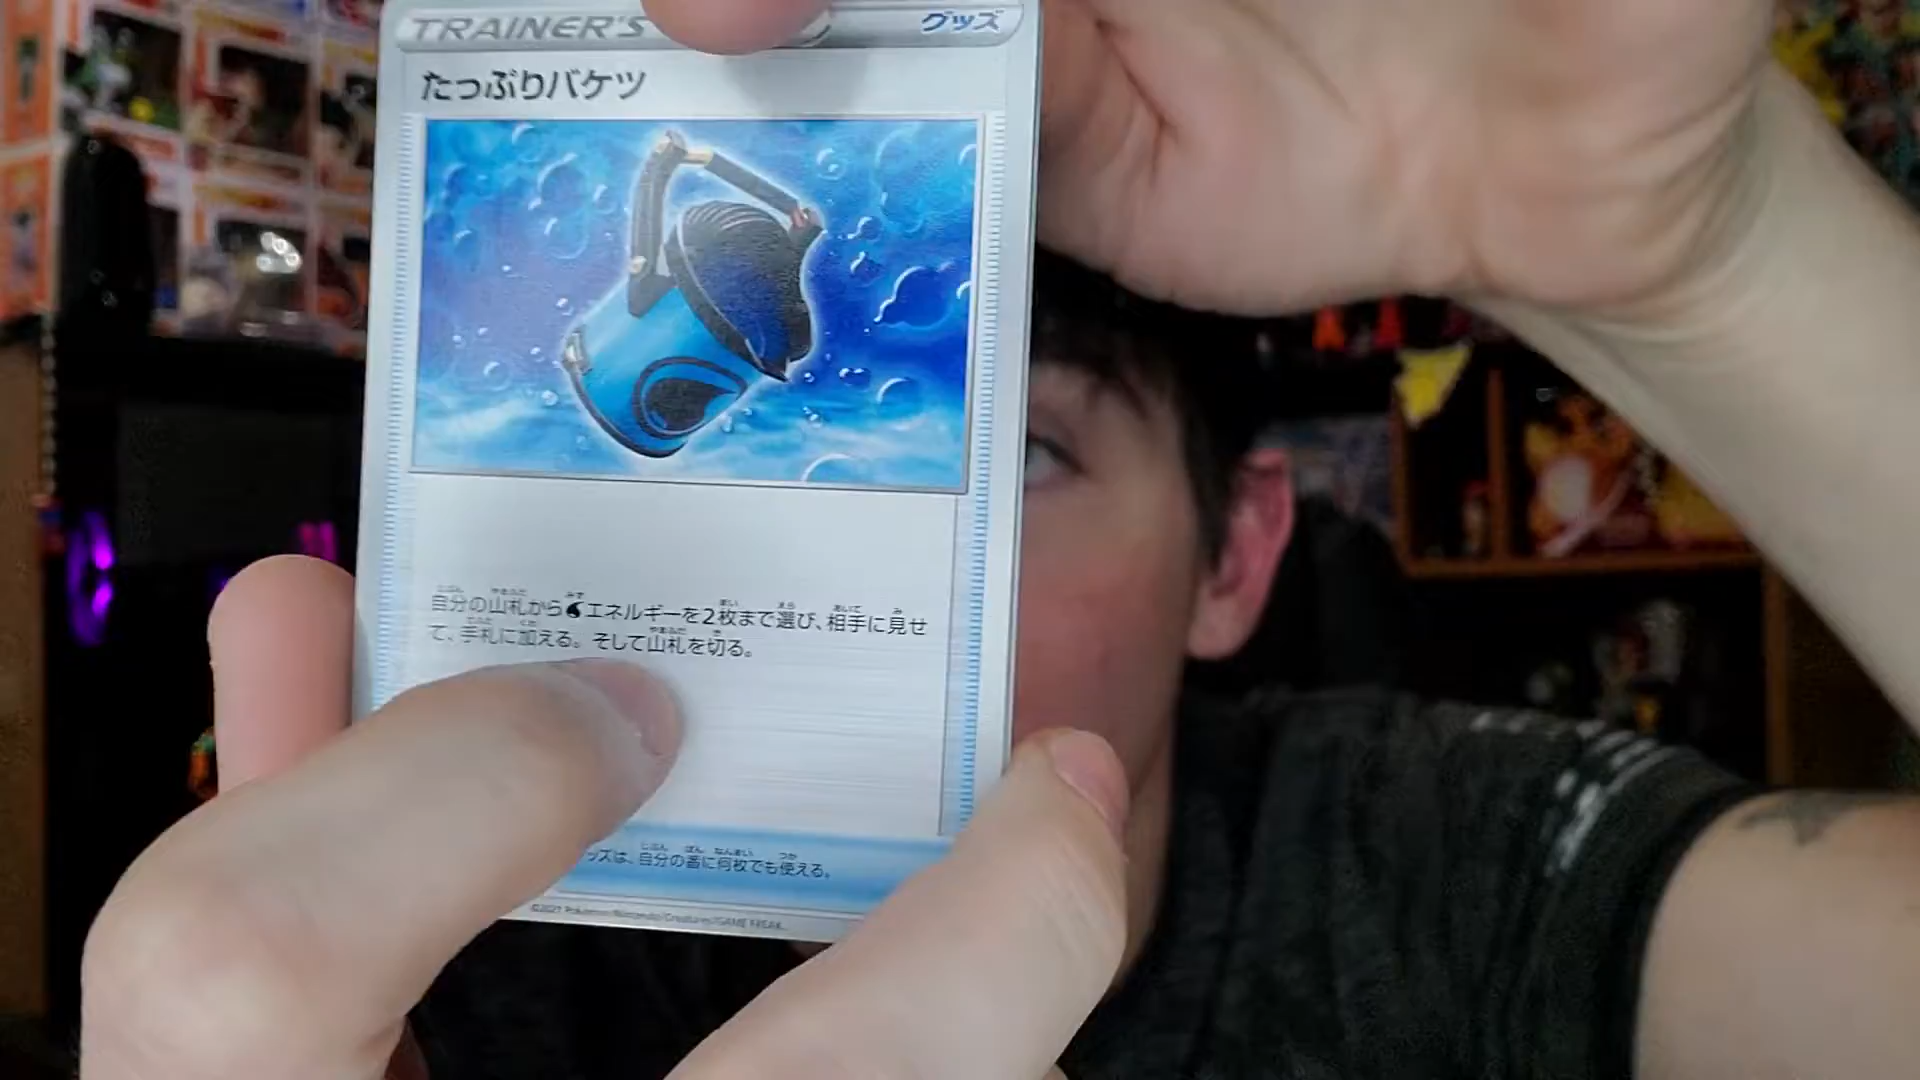 TRAINER'S
グッズ
たっぷりバケツ
自分の山札からエネルギーを2枚まで選び、相手に見せ
て、手札に加える。そして山札を切る。
ッズは、自分の番に何枚でも使える。
©2021 Pokémon/Nintendo/Creatures/GAME FREAK.